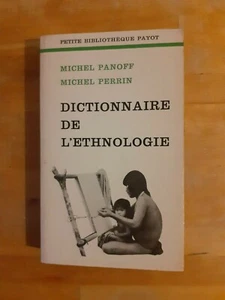 PETITE BIBLIOTHÈQUE PAYOT
MICHEL PANOFF
MICHEL PERRIN
DICTIONNAIRE
DE
L'ETHNOLOGIE